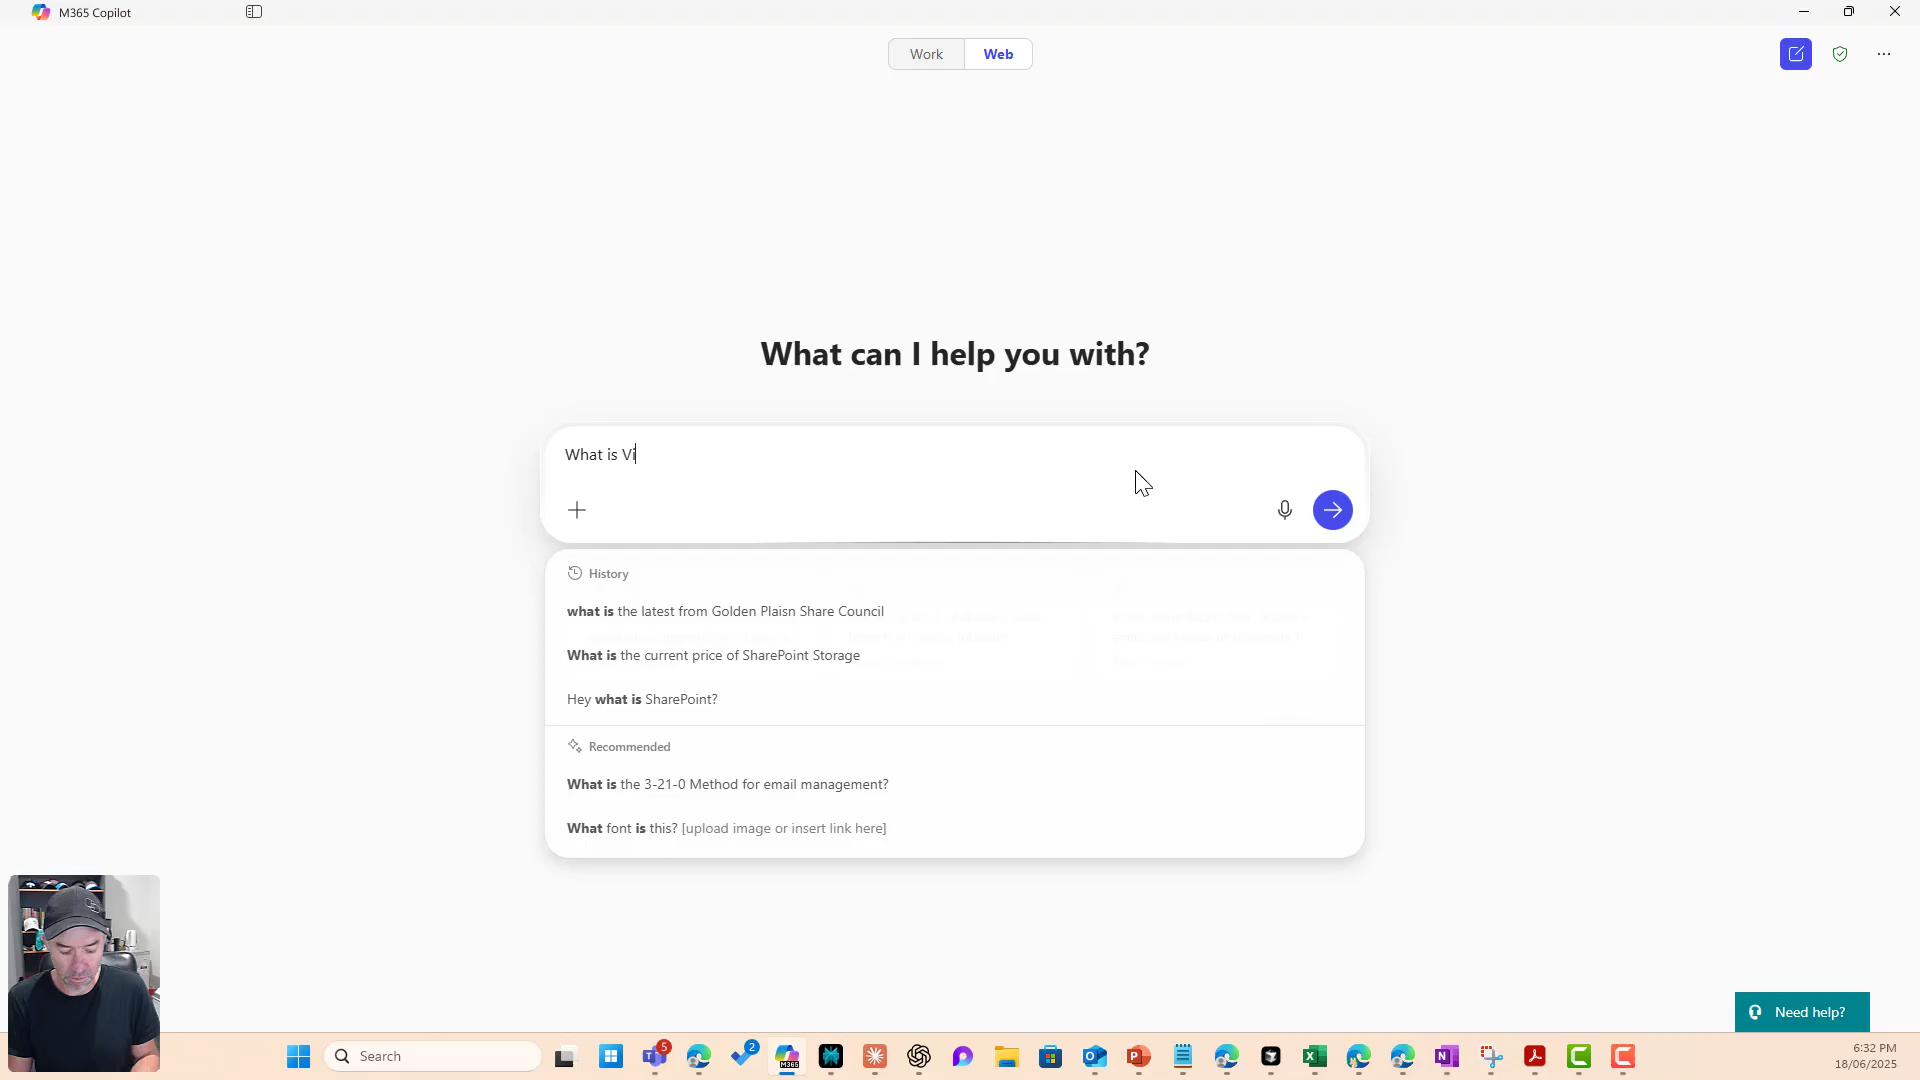 M365 Copilot
Work
Web
What can I help you with?
What is Vi
History
what is the latest from Golden Plaisn Share Council
What is the current price of SharePoint Storage
Hey what is SharePoint?
Recommended
What is the 3-21-0 Method for email management?
What font is this? [upload image or insert link here]
Need help?
Search
5
2
M365
6:32 PM
18/06/2025